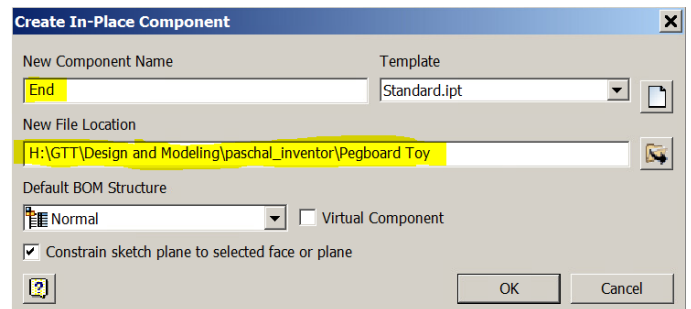 Create In-Place Component
New Component Name Template
End Standard.ipt
New File Location
H:\GTT\Design and Modeling\paschal_inventor\Pegboard Toy
Default BOM Structure
Normal Virtual Component
Constrain sketch plane to selected face or plane
OK Cancel